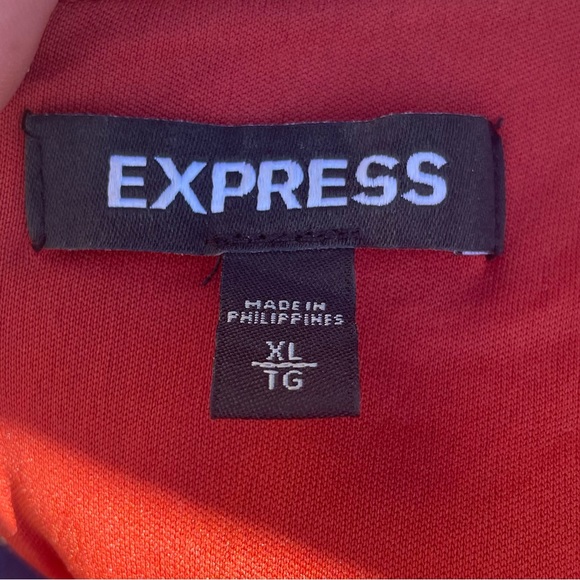 EXPRESS
MADE IN
PHILIPPINES
XL
TG